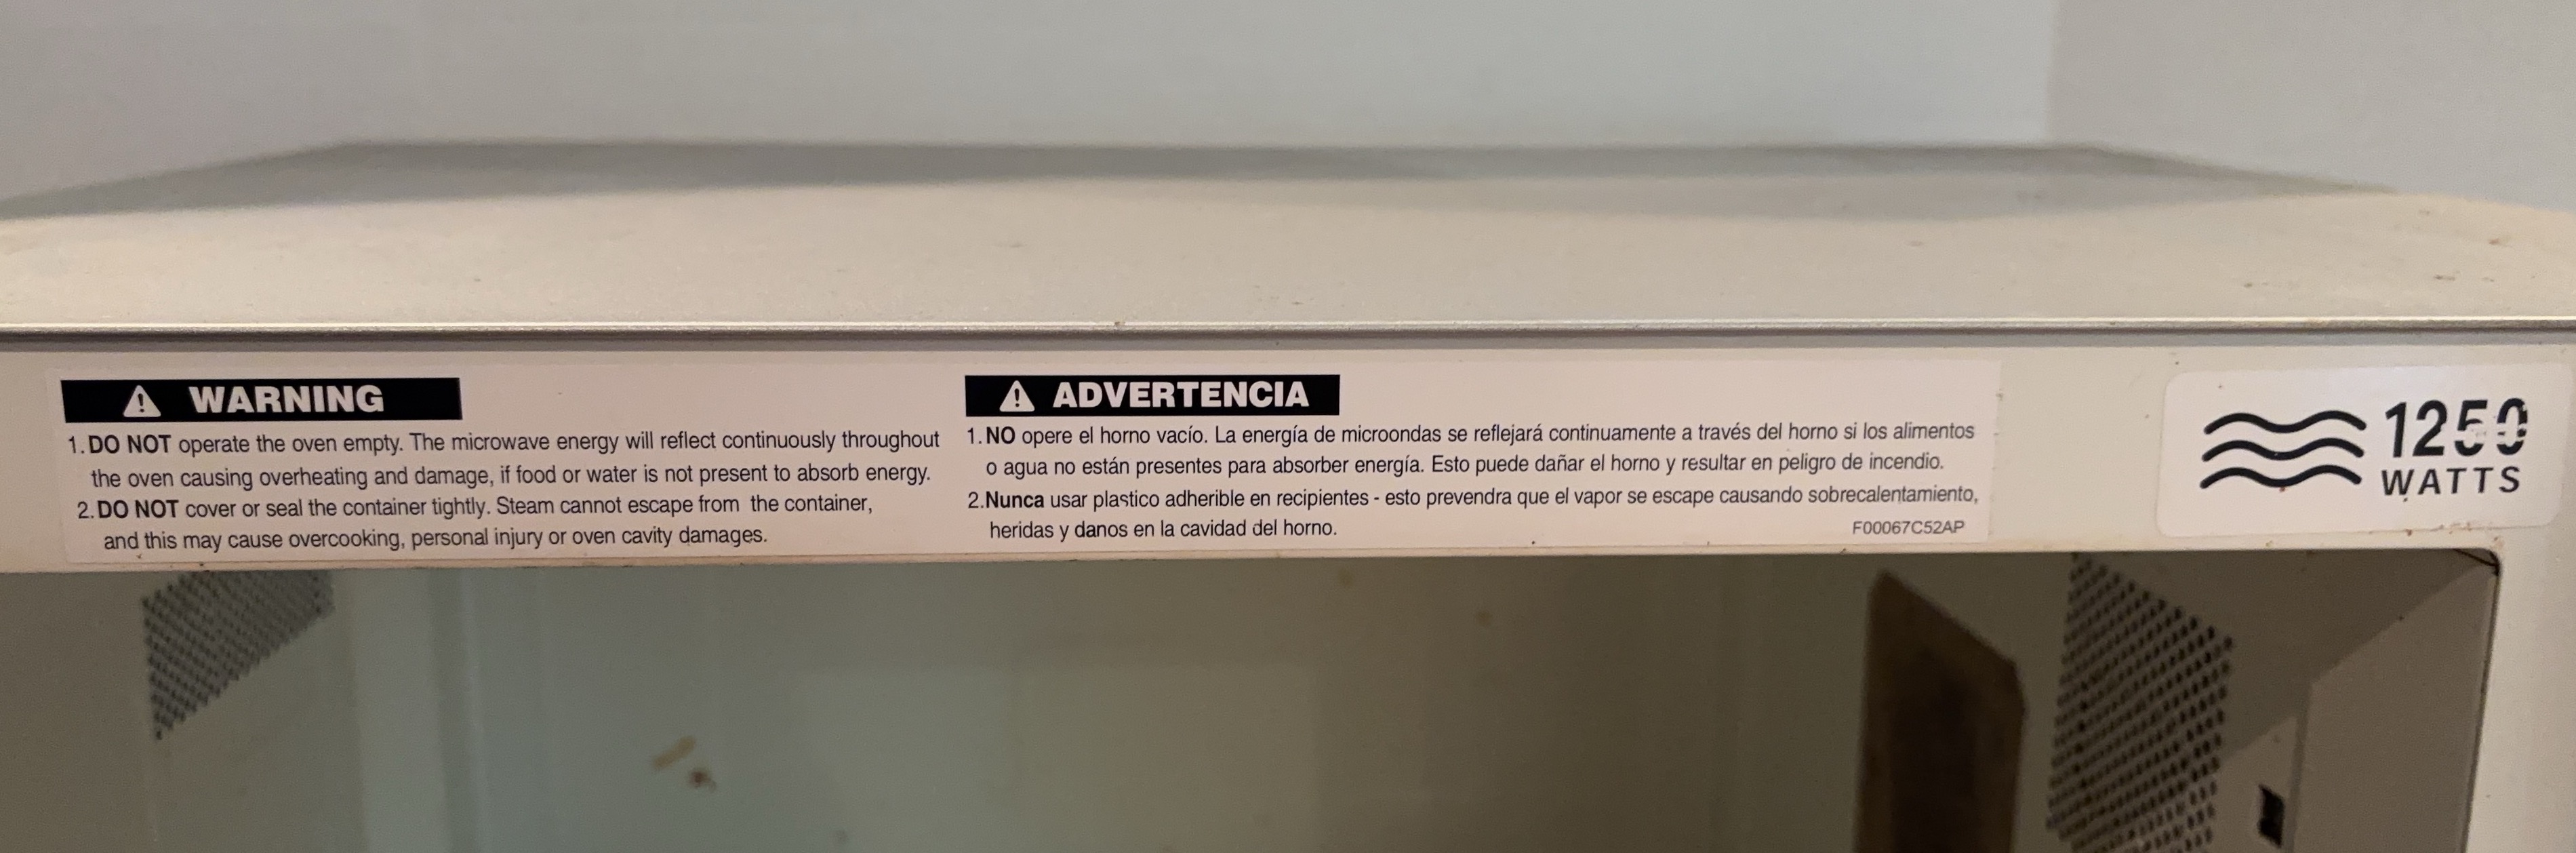 ⚠ WARNING
1. DO NOT operate the oven empty. The microwave energy will reflect continuously throughout
the oven causing overheating and damage, if food or water is not present to absorb energy.
2. DO NOT cover or seal the container tightly. Steam cannot escape from the container,
and this may cause overcooking, personal injury or oven cavity damages.
⚠ ADVERTENCIA
1. NO opere el horno vacío. La energía de microondas se reflejará continuamente a través del horno si los alimentos
o agua no están presentes para absorber energía. Esto puede dañar el horno y resultar en peligro de incendio.
2.Nunca usar plastico adherible en recipientes - esto prevendra que el vapor se escape causando sobrecalentamiento,
heridas y danos en la cavidad del horno.
F00067C52AP
1250
WATTS